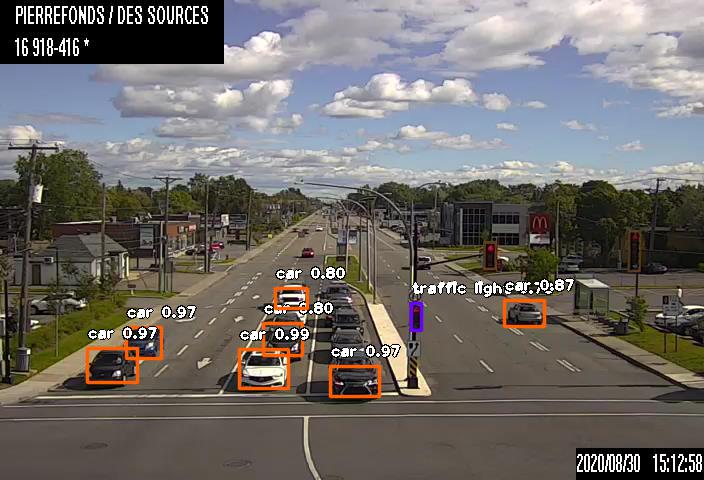 PIERREFONDS / DES SOURCES
16 918-416 *
car 0.80
car 0.87
car 0.80
car 0.97
car 0.97
car 0.99
car 0.97
traffic light
2020/08/30 15:12:58